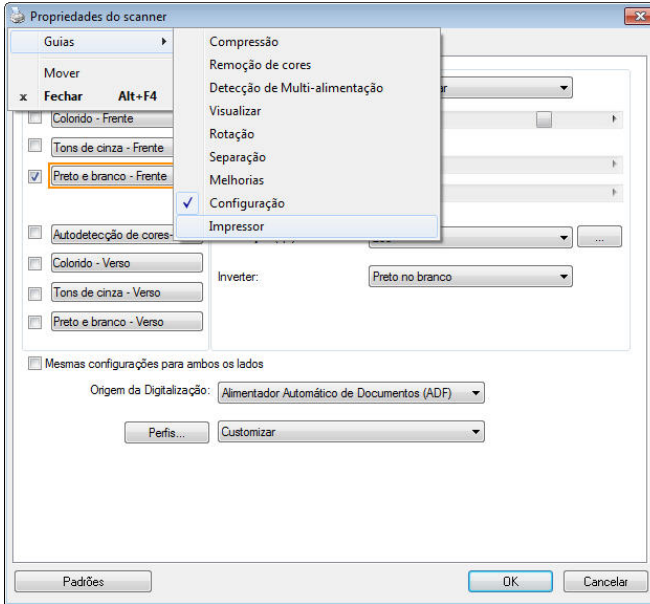 Propriedades do scanner
Guias
Mover
x Fechar Alt+F4
Compressão
Remoção de cores
Detecção de Multi-alimentação
Visualizar
Rotação
Separação
Melhorias
Configuração
Impressor
Colorido - Frente
Tons de cinza - Frente
Preto e branco - Frente
Autodetecção de cores-
Colorido - Verso
Tons de cinza - Verso
Preto e branco - Verso
...
Inverter: Preto no branco
Mesmas configurações para ambos os lados
Origem da Digitalização: Alimentador Automático de Documentos (ADF)
Perfis... Customizar
Padrões OK Cancelar